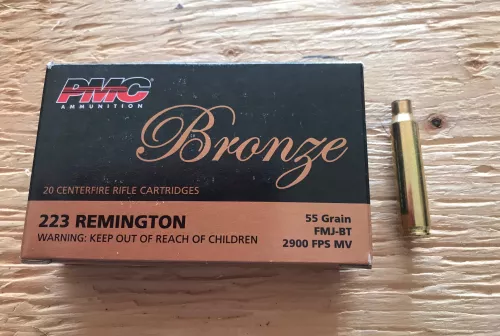 PMC
AMMUNITION
Bronze
20 CENTERFIRE RIFLE CARTRIDGES
223 REMINGTON
WARNING: KEEP OUT OF REACH OF CHILDREN
55 Grain
FMJ-BT
2900 FPS MV